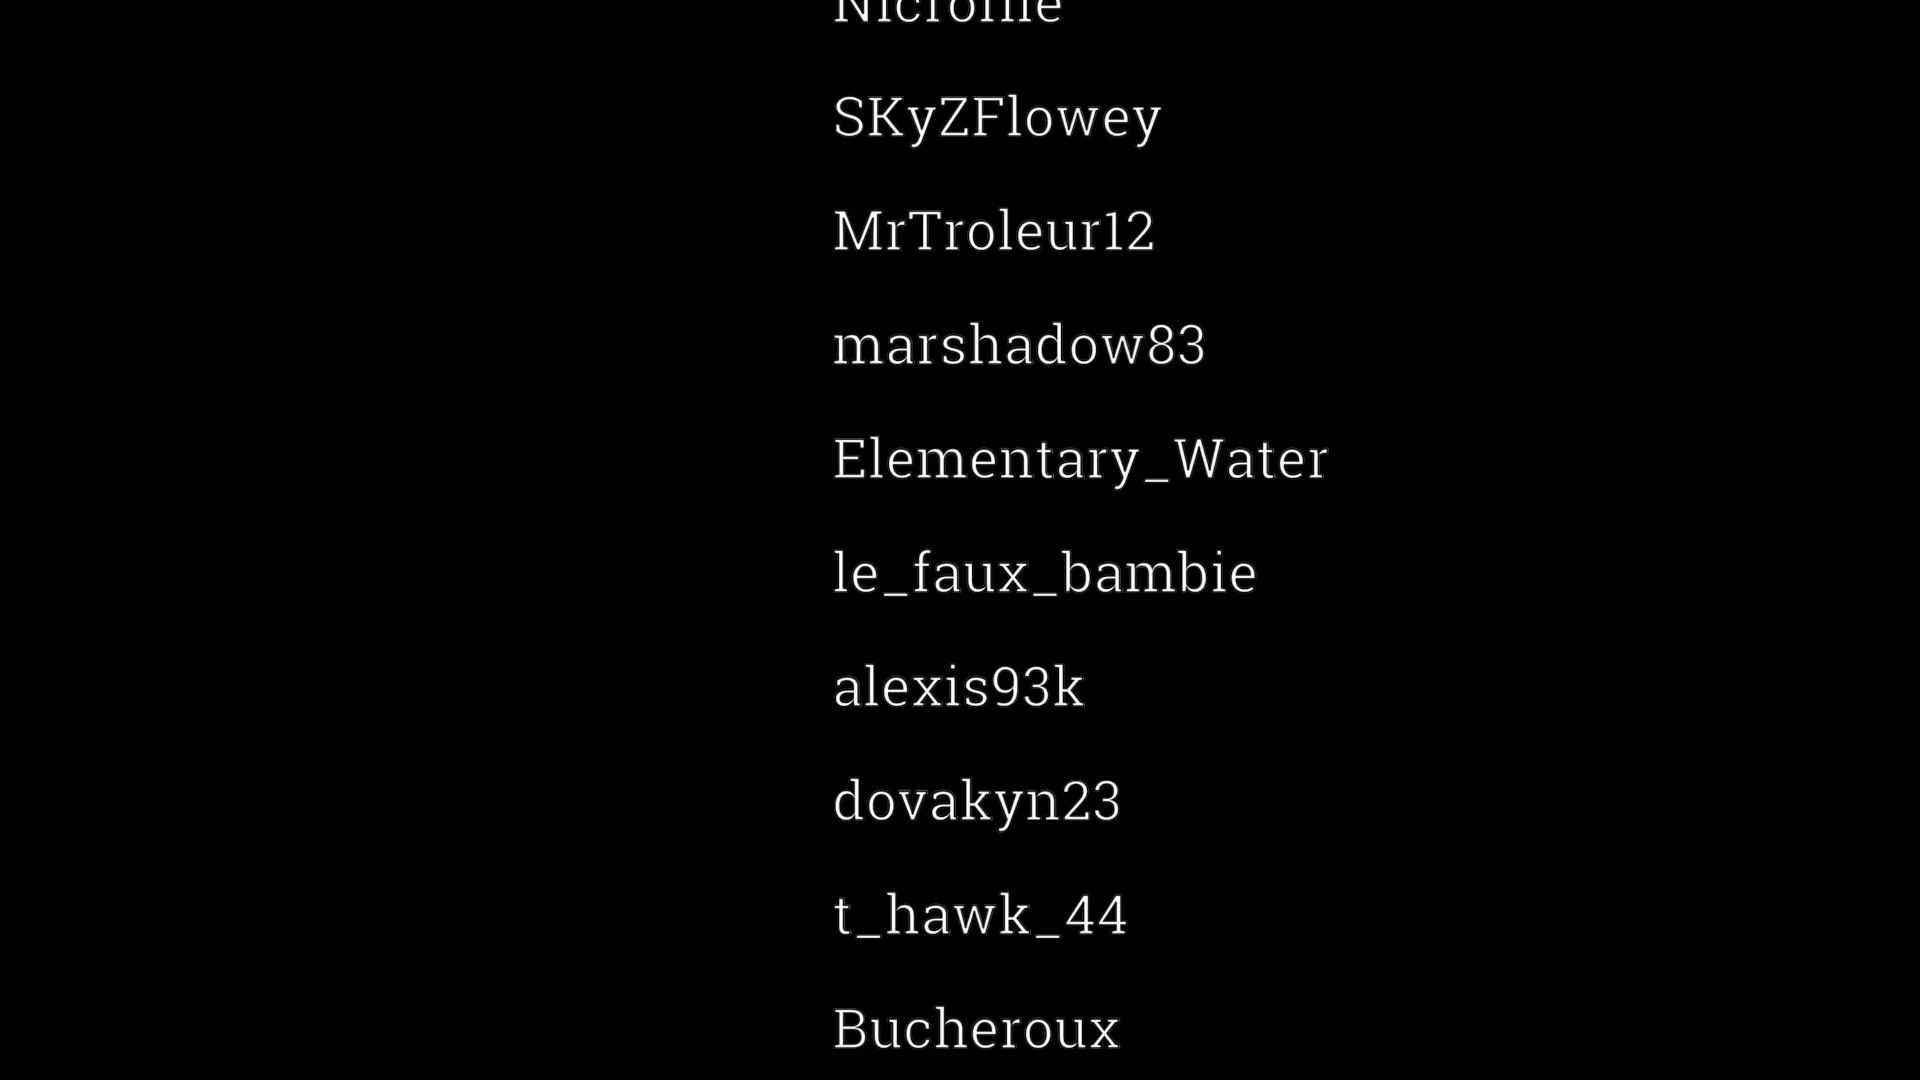 SKyZFlowey
MrTroleur12
marshadow83
Elementary_Water
le_faux_bambie
alexis93k
dovakyn23
t_hawk_44
Bucheroux